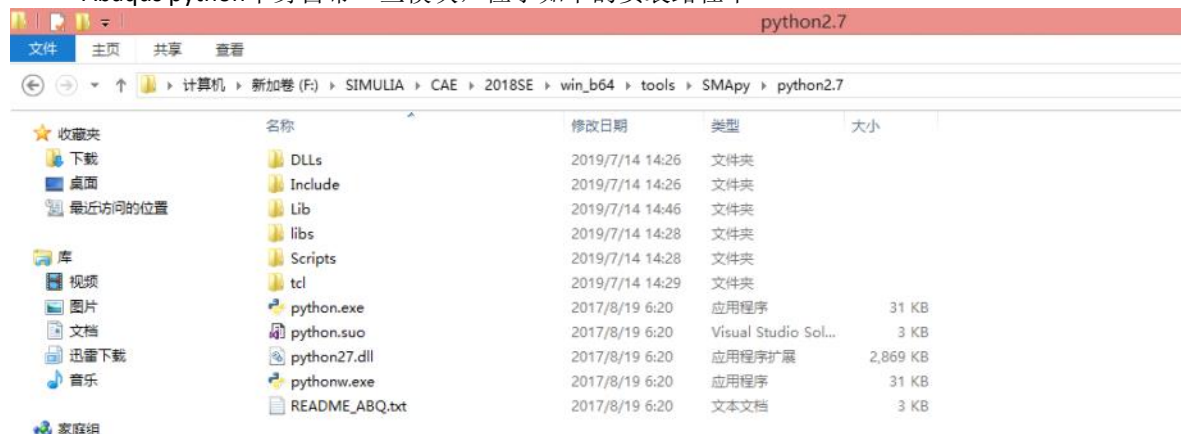 python2.7
文件 主页 共享 查看
计算机 新加卷 (F:) SIMULIA CAE 2018SE win_b64 tools SMApy python2.7
名称 修改日期 类型 大小
收藏夹
下载
桌面
最近访问的位置
库
视频
图片
文档
迅雷下载
音乐
家庭组
DLLs 2019/7/14 14:26 文件夹
Include 2019/7/14 14:26 文件夹
Lib 2019/7/14 14:46 文件夹
libs 2019/7/14 14:28 文件夹
Scripts 2019/7/14 14:28 文件夹
tcl 2019/7/14 14:29 文件夹
python.exe 2017/8/19 6:20 应用程序 31 KB
python.suo 2017/8/19 6:20 Visual Studio Sol... 3 KB
python27.dll 2017/8/19 6:20 应用程序扩展 2,869 KB
pythonw.exe 2017/8/19 6:20 应用程序 31 KB
README_ABQ.txt 2017/8/19 6:20 文本文档 3 KB